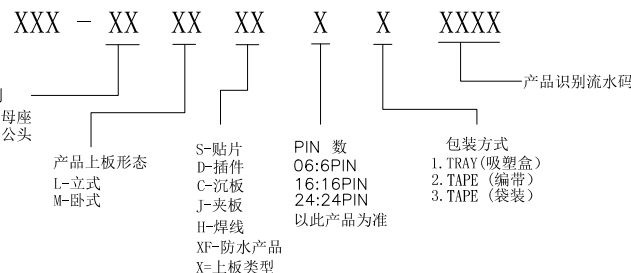 XXX - XX XX XX X X XXXX
产品识别流水码
母座
公头
产品上板形态
L-立式
M-卧式
S-贴片
D-插件
C-沉板
J-夹板
H-焊线
XF-防水产品
X=上板类型
PIN 数
06:6PIN
16:16PIN
24:24PIN
以此产品为准
包装方式
1.TRAY(吸塑盒)
2.TAPE (编带)
3.TAPE (袋装)